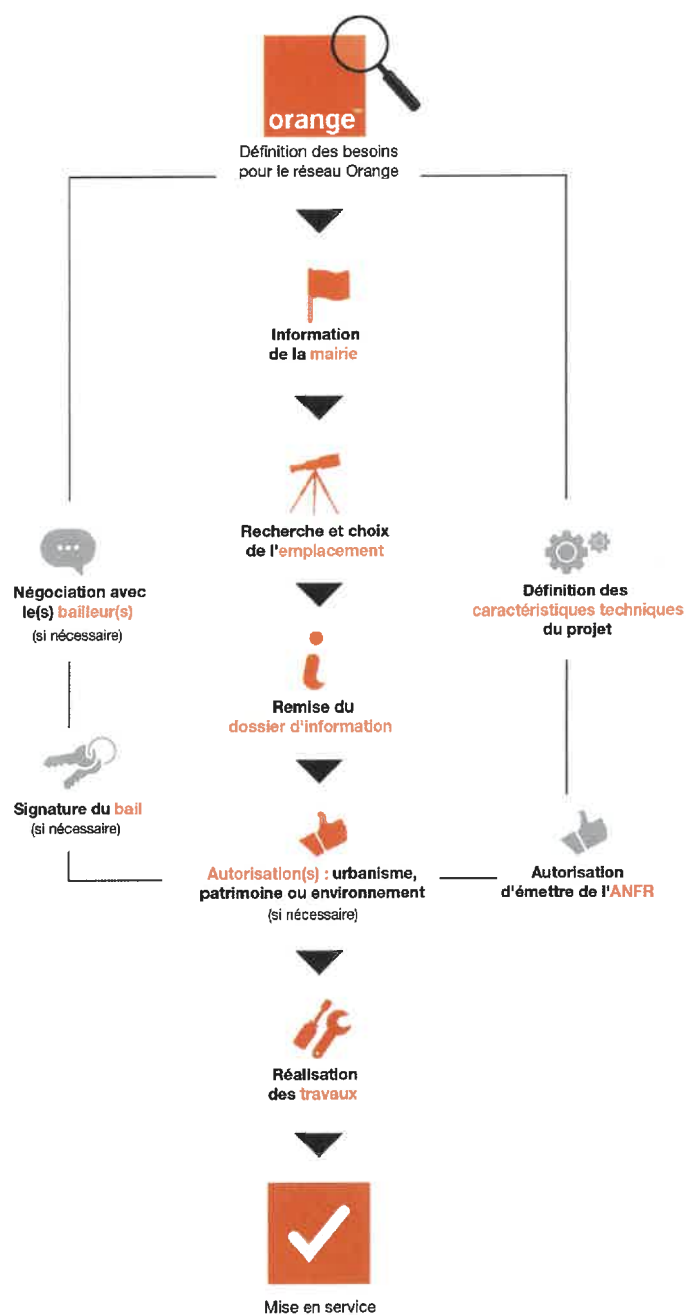 orange™
Définition des besoins
pour le réseau Orange
Information
de la mairie
Recherche et choix
de l'emplacement
Négociation avec
le(s) bailleur(s)
(si nécessaire)
Définition des
caractéristiques techniques
du projet
Remise du
dossier d'information
Signature du bail
(si nécessaire)
Autorisation(s) : urbanisme,
patrimoine ou environnement
(si nécessaire)
Autorisation
d'émettre de l'ANFR
Réalisation
des travaux
Mise en service